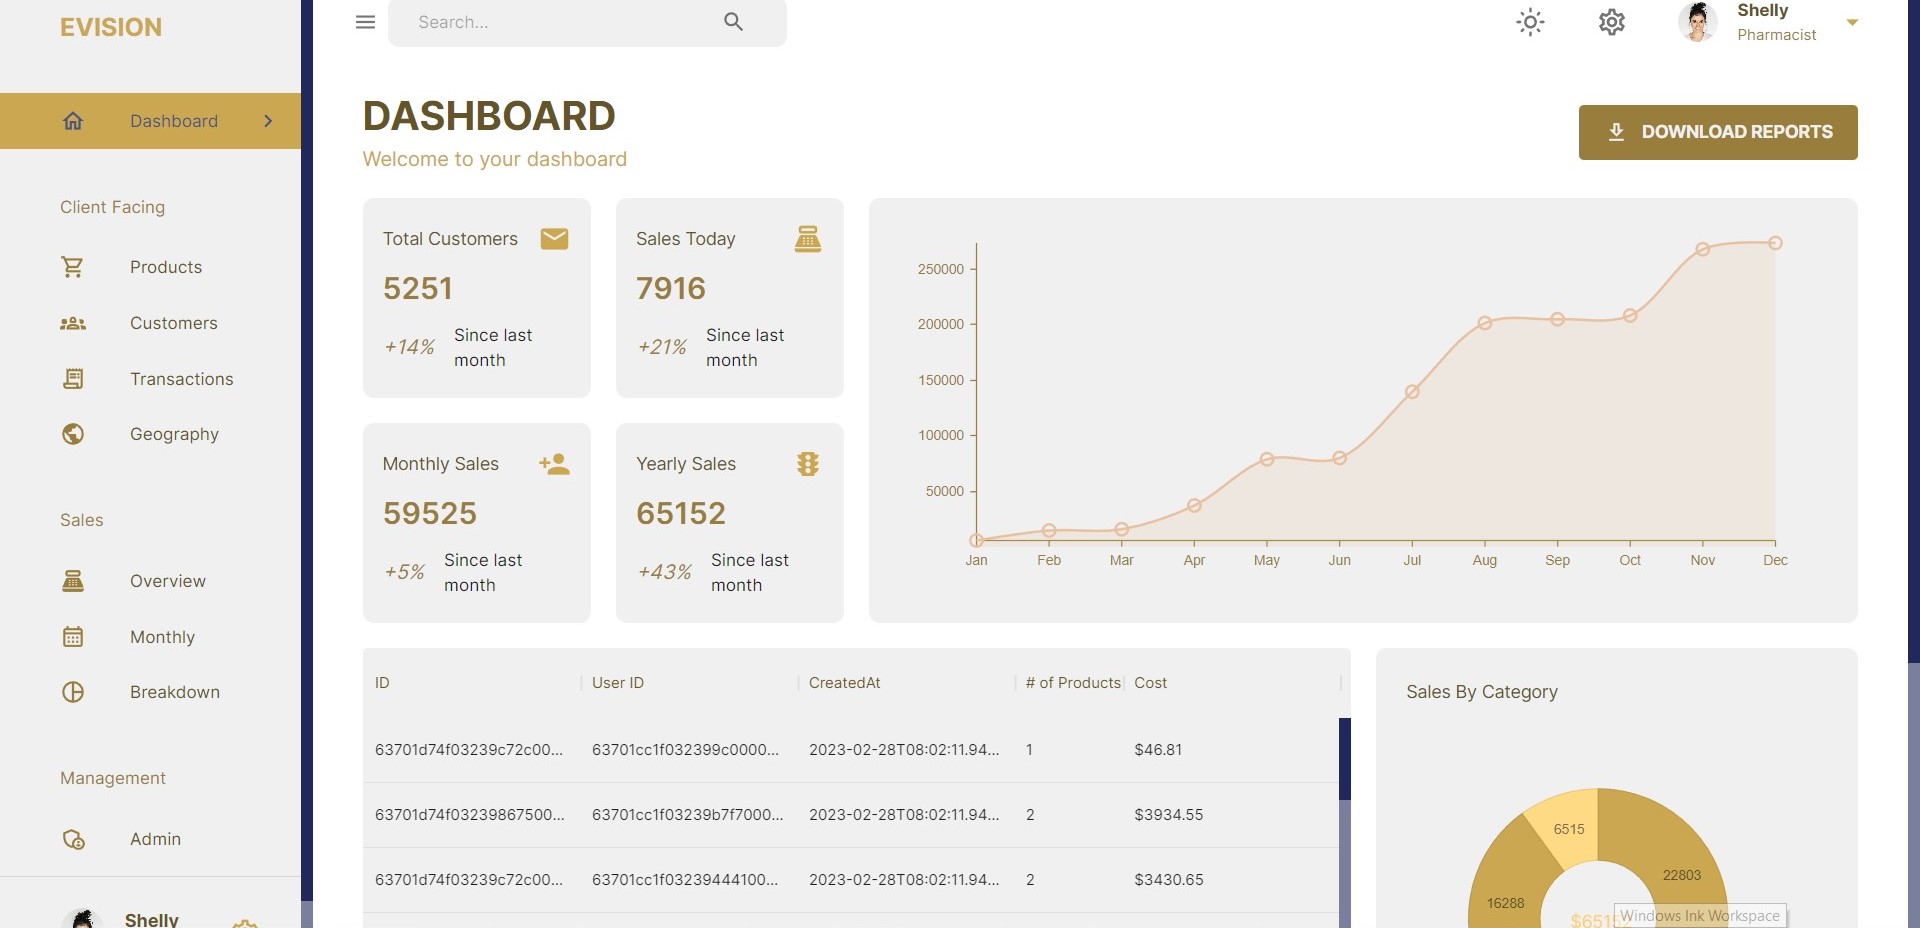 EVISION
Search...
Shelly
Pharmacist
Dashboard
DASHBOARD
Welcome to your dashboard
DOWNLOAD REPORTS
Client Facing
Products
Customers
Transactions
Geography
Sales
Overview
Monthly
Breakdown
Management
Admin
Shelly
Total Customers
5251
+14%
Since last
month
Sales Today
7916
+21%
Since last
month
Monthly Sales
59525
+5%
Since last
month
Yearly Sales
65152
+43%
Since last
month
250000
200000
150000
100000
50000
Jan Feb Mar Apr May Jun Jul Aug Sep Oct Nov Dec
ID User ID CreatedAt # of Products Cost
63701d74f03239c72c00... 63701cc1f032399c0000... 2023-02-28T08:02:11.94... 1 $46.81
63701d74f03239867500... 63701cc1f03239b7f7000... 2023-02-28T08:02:11.94... 2 $3934.55
63701d74f03239c72c00... 63701cc1f03239444100... 2023-02-28T08:02:11.94... 2 $3430.65
Sales By Category
6515
22803
16288
$65152
Windows Ink Workspace